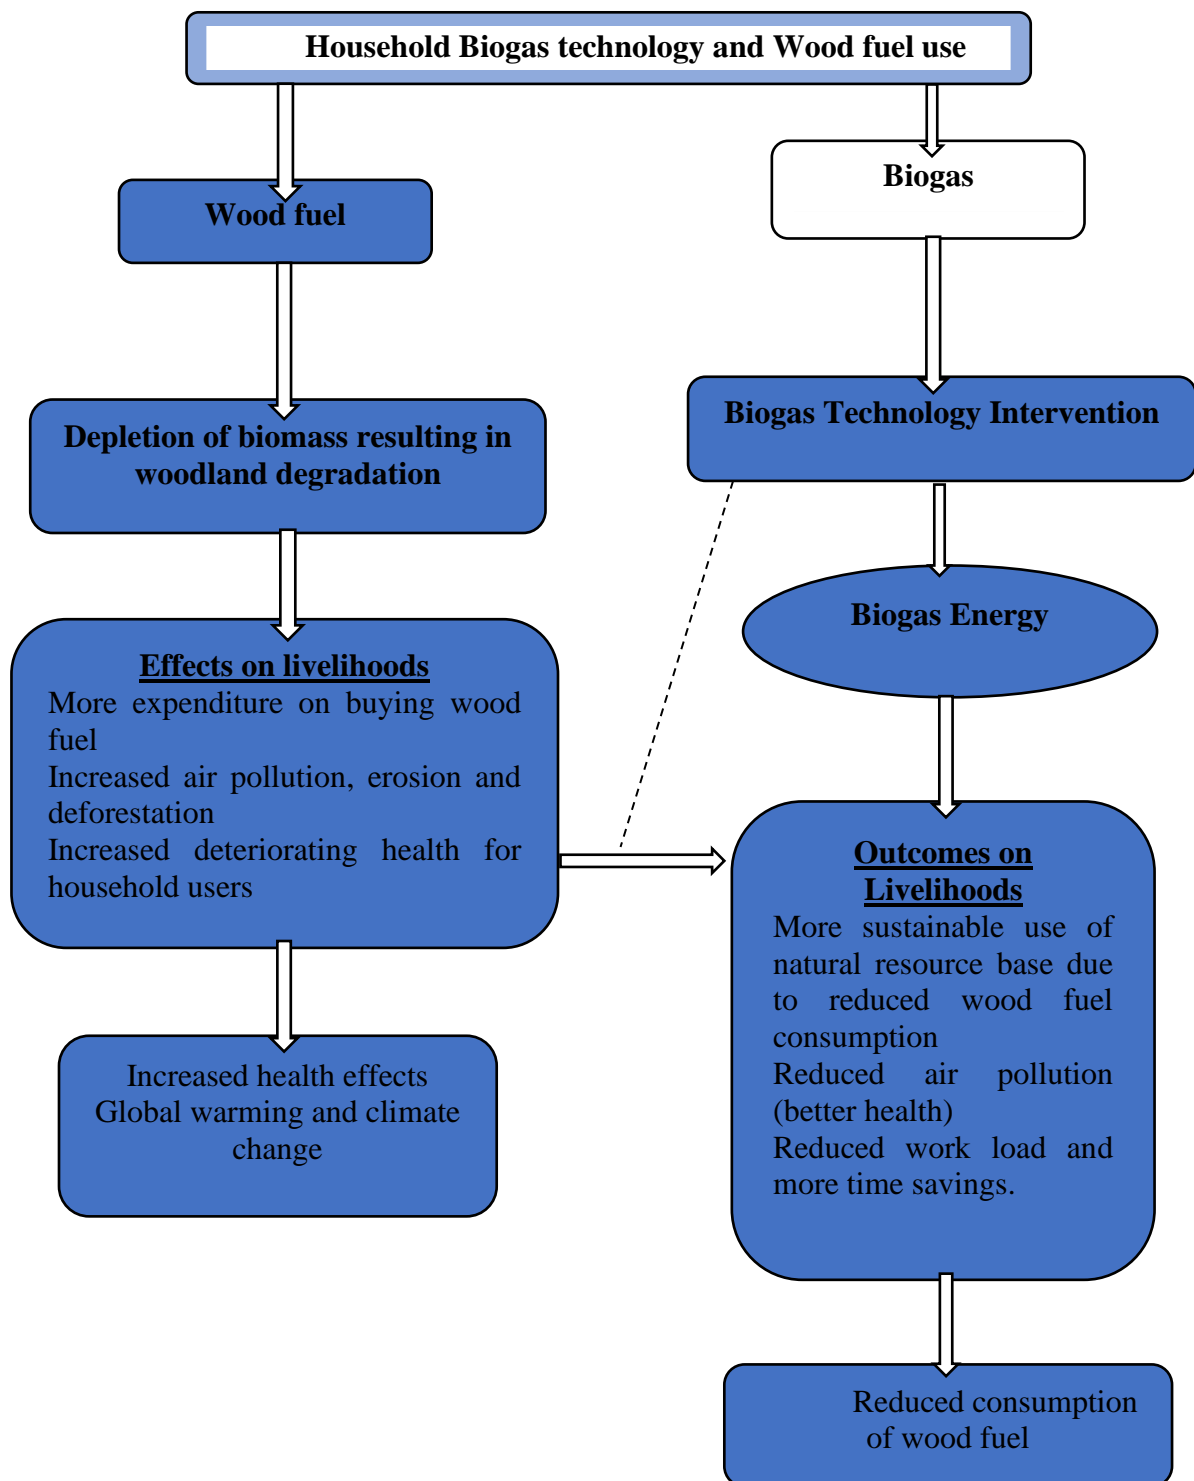 Household Biogas technology and Wood fuel use
Biogas
Wood fuel
Biogas Technology Intervention
Depletion of biomass resulting in
woodland degradation
Biogas Energy
Effects on livelihoods
More expenditure on buying wood
fuel
Increased air pollution, erosion and
deforestation
Increased deteriorating health for
household users
Outcomes on
Livelihoods
More sustainable use of
natural resource base due
to reduced wood fuel
consumption
Reduced air pollution
(better health)
Reduced work load and
more time savings.
Increased health effects
Global warming and climate
change
Reduced consumption
of wood fuel